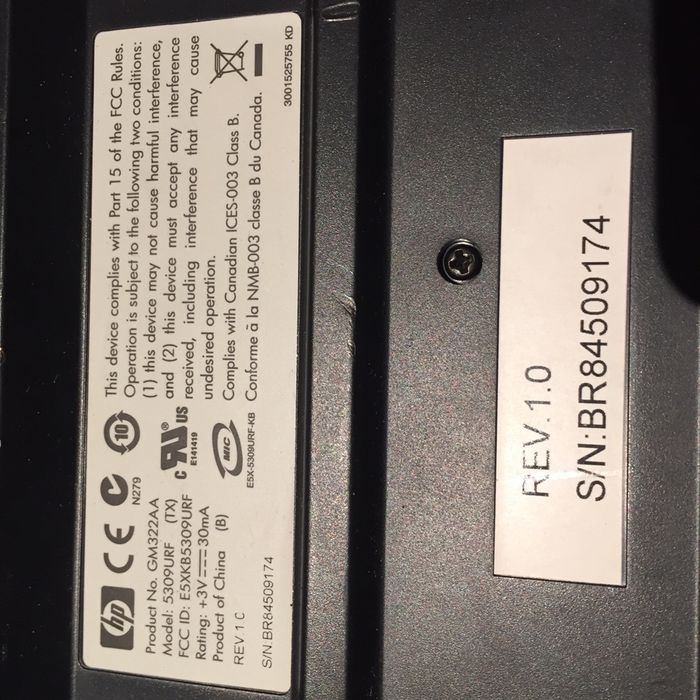 hp CE N279 10
Product No. GM322AA
Model: 5309URF (TX)
FCC ID: E5XKB5309URF
Rating: +3V 30mA
Product of China (B)
REV.1.0
S/N.BR84509174
c RU® US
E141419
MIC
E5X-5309URF-KB
This device complies with Part 15 of the FCC Rules.
Operation is subject to the following two conditions:
(1) this device may not cause harmful interference,
and (2) this device must accept any interference
received, including interference that may cause
undesired operation.
Complies with Canadian ICES-003 Class B.
Conforme à la NMB-003 classe B du Canada.
3001525755 KD
REV.1.0
S/N:BR84509174